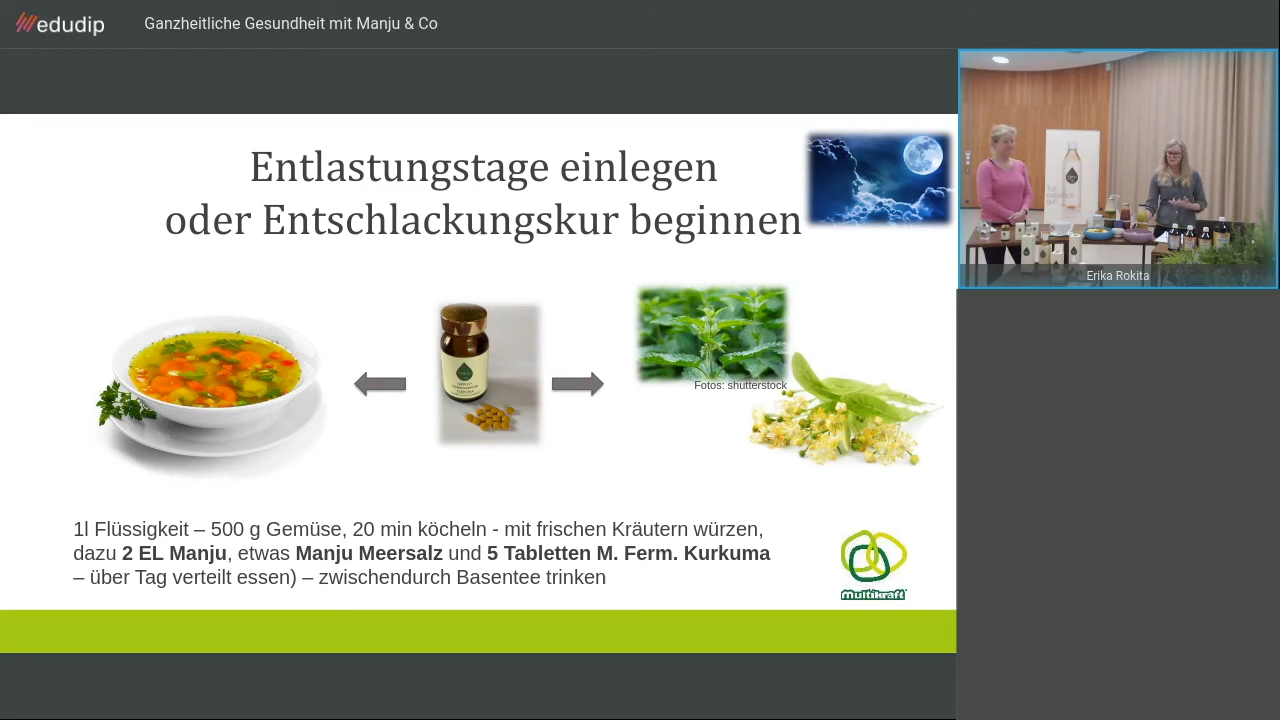 edudip
Ganzheitliche Gesundheit mit Manju & Co
Entlastungstage einlegen
oder Entschlackungskur beginnen
Fotos: shutterstock
1l Flüssigkeit – 500 g Gemüse, 20 min köcheln - mit frischen Kräutern würzen,
dazu 2 EL Manju, etwas Manju Meersalz und 5 Tabletten M. Ferm. Kurkuma
– über Tag verteilt essen) – zwischendurch Basentee trinken
multikraft
Erika Rokita